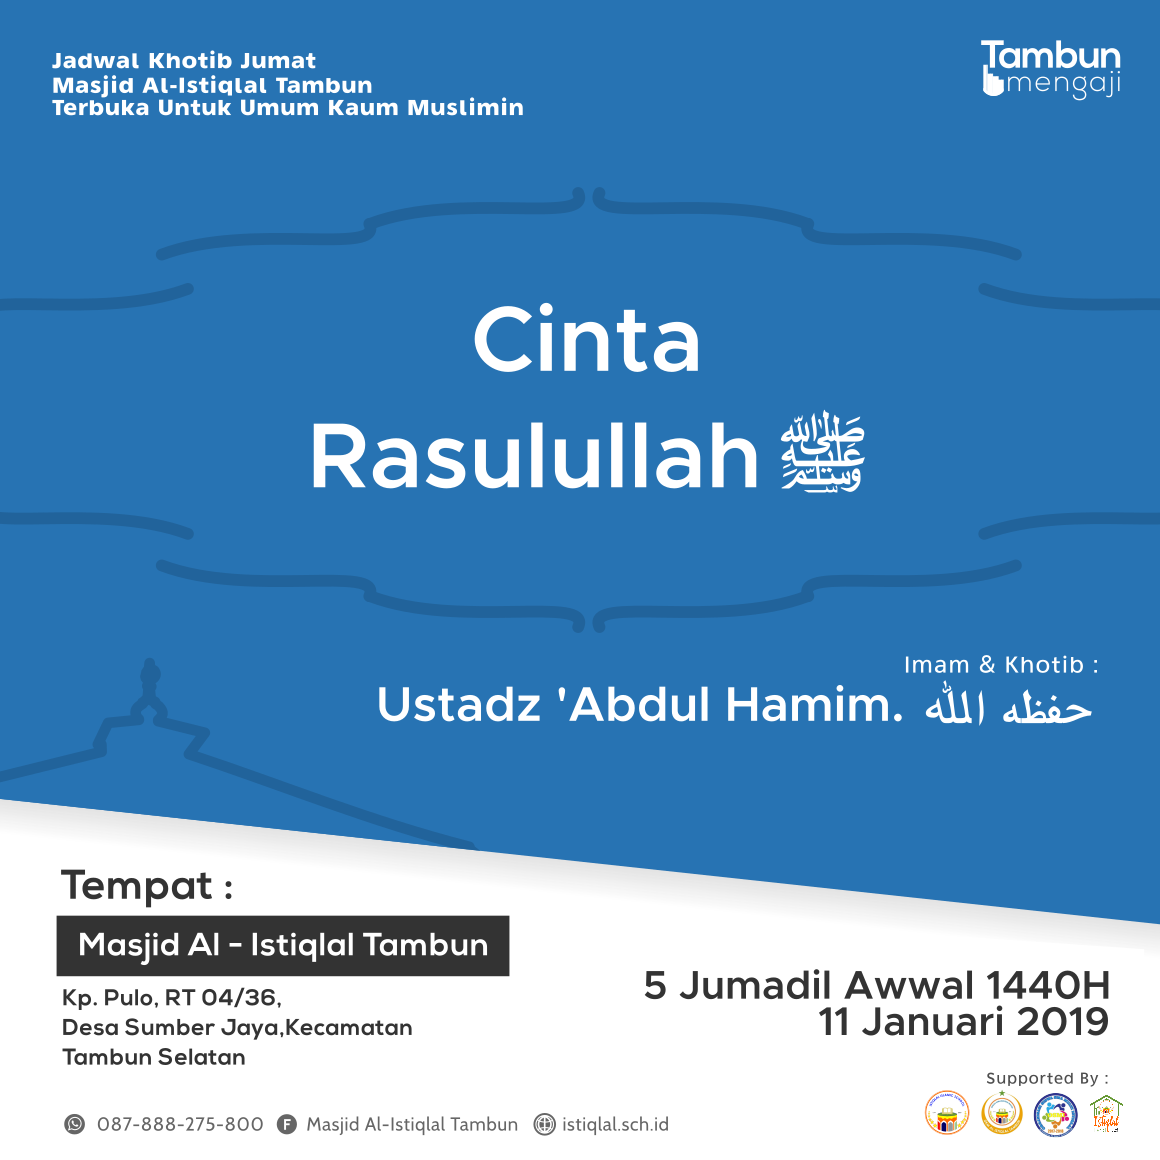 Jadwal Khotib Jumat
Masjid Al-Istiqlal Tambun
Terbuka Untuk Umum Kaum Muslimin
Tambun
mengaji
Cinta
Rasulullah ﷺ
Imam & Khotib :
Ustadz 'Abdul Hamim. حفظه الله
Tempat :
Masjid Al - Istiqlal Tambun
Kp. Pulo, RT 04/36,
Desa Sumber Jaya,Kecamatan
Tambun Selatan
5 Jumadil Awwal 1440H
11 Januari 2019
Supported By :
087-888-275-800 Masjid Al-Istiqlal Tambun istiqlal.sch.id